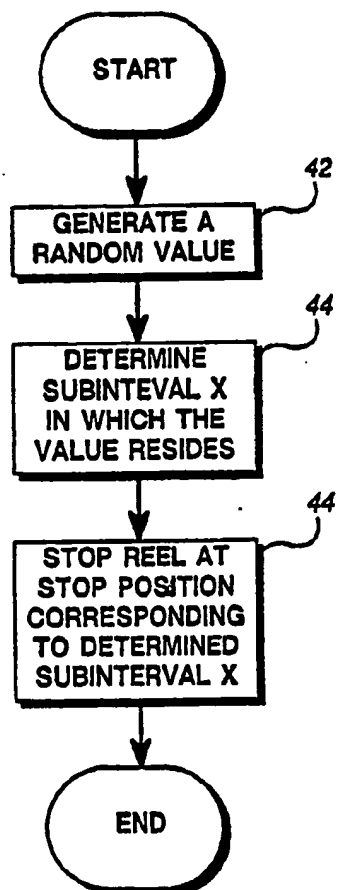 START
42
GENERATE A
RANDOM VALUE
44
DETERMINE
SUBINTEVAL X
IN WHICH THE
VALUE RESIDES
44
STOP REEL AT
STOP POSITION
CORRESPONDING
TO DETERMINED
SUBINTERVAL X
END